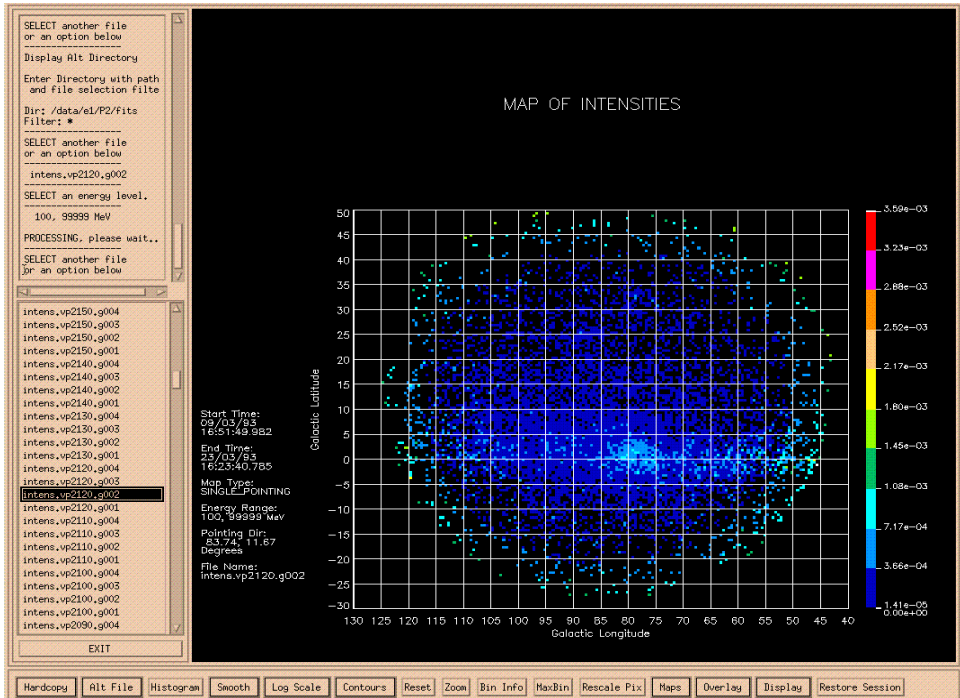 SELECT another file
or an option below
------------------
Display Alt Directory
Enter Directory with path
and file selection filte
Dir: /data/e1/P2/fits
Filter: *
------------------
SELECT another file
or an option below
------------------
intens.vp2120.g002
------------------
SELECT an energy level.
------------------
100, 99999 MeV
PROCESSING, please wait..
------------------
SELECT another file
or an option below
intens.vp2150.g004
intens.vp2150.g003
intens.vp2150.g002
intens.vp2150.g001
intens.vp2140.g004
intens.vp2140.g003
intens.vp2140.g002
intens.vp2140.g001
intens.vp2130.g004
intens.vp2130.g003
intens.vp2130.g002
intens.vp2130.g001
intens.vp2120.g004
intens.vp2120.g003
intens.vp2120.g002
intens.vp2120.g001
intens.vp2110.g004
intens.vp2110.g003
intens.vp2110.g002
intens.vp2110.g001
intens.vp2100.g004
intens.vp2100.g003
intens.vp2100.g002
intens.vp2100.g001
intens.vp2090.g004
EXIT
MAP OF INTENSITIES
Start Time:
09/03/93
16:51:49.982
End Time:
23/03/93
16:23:40.785
Map Type:
SINGLE_POINTING
Energy Range:
100, 99999 MeV
Pointing Dir:
83.74, 11.67
Degrees
File Name:
intens.vp2120.g002
Galactic Latitude
50
45
40
35
30
25
20
15
10
5
0
-5
-10
-15
-20
-25
-30
130 125 120 115 110 105 100 95 90 85 80 75 70 65 60 55 50 45 40
Galactic Longitude
3.59e-03
3.23e-03
2.88e-03
2.52e-03
2.17e-03
1.80e-03
1.45e-03
1.08e-03
7.17e-04
3.66e-04
1.41e-05
0.00e+00
Hardcopy Alt File Histogram Smooth Log Scale Contours Reset Zoom Bin Info MaxBin Rescale Pix Maps Overlay Display Restore Session